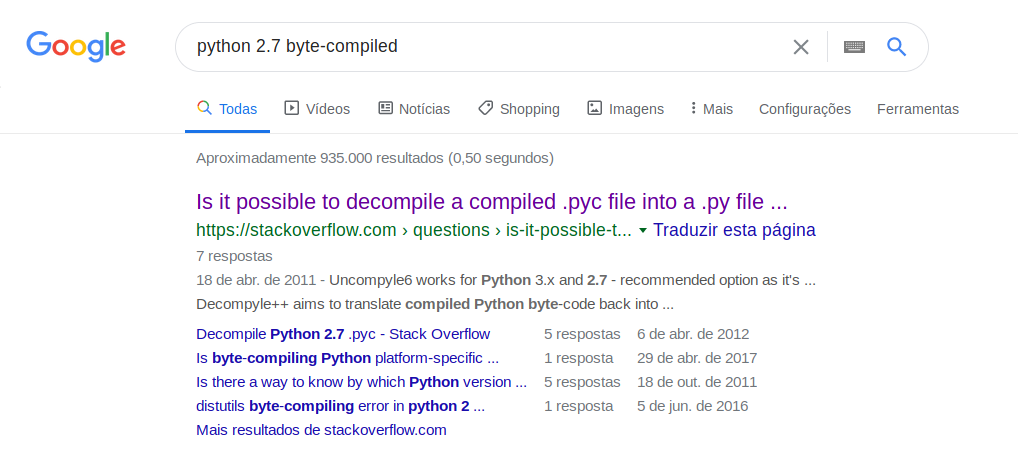 Google
python 2.7 byte-compiled
Todas Vídeos Notícias Shopping Imagens Mais Configurações Ferramentas
Aproximadamente 935.000 resultados (0,50 segundos)
Is it possible to decompile a compiled .pyc file into a .py file ...
https://stackoverflow.com › questions › is-it-possible-t... Traduzir esta página
7 respostas
18 de abr. de 2011 - Uncompyle6 works for Python 3.x and 2.7 - recommended option as it's ...
Decompyle++ aims to translate compiled Python byte-code back into ...
Decompile Python 2.7 .pyc - Stack Overflow 5 respostas 6 de abr. de 2012
Is byte-compiling Python platform-specific ... 1 resposta 29 de abr. de 2017
Is there a way to know by which Python version ... 5 respostas 18 de out. de 2011
distutils byte-compiling error in python 2 ... 1 resposta 5 de jun. de 2016
Mais resultados de stackoverflow.com